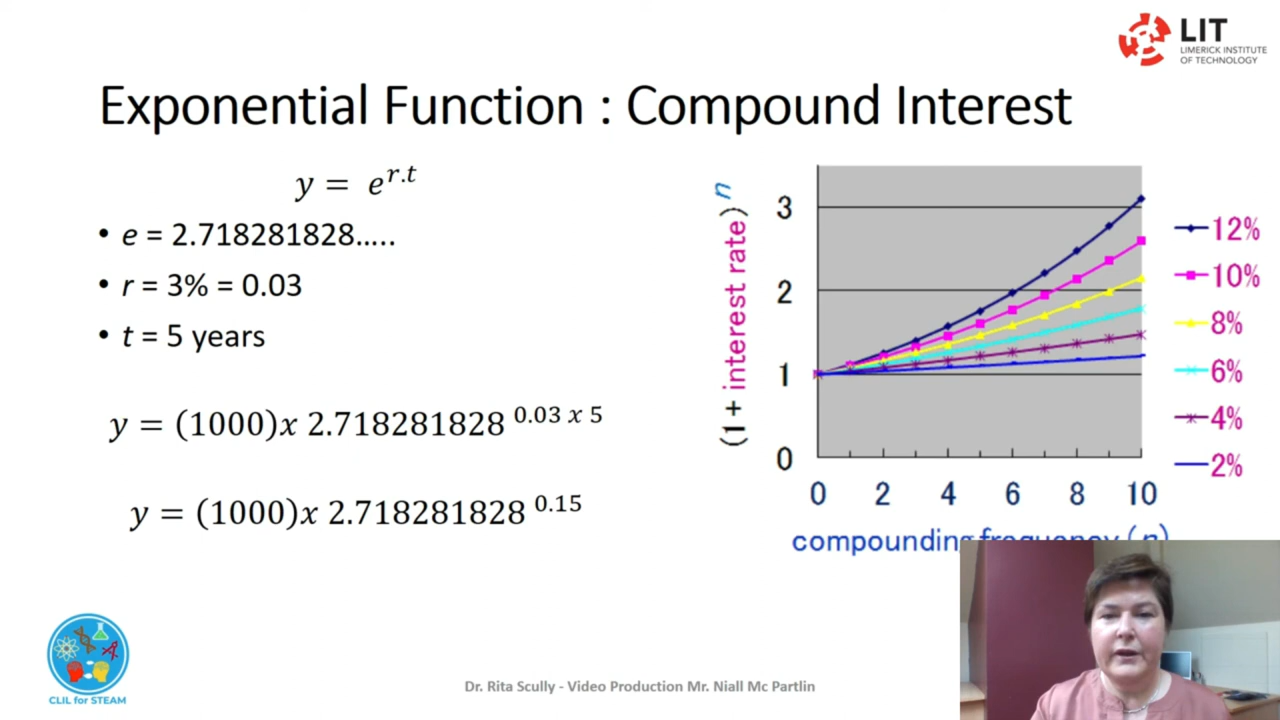 LIT
LIMERICK INSTITUTE
OF TECHNOLOGY
Exponential Function : Compound Interest
y = e^{r.t}
• e = 2.718281828.....
• r = 3% = 0.03
• t = 5 years
y = (1000)x 2.718281828^{0.03 x 5}
y = (1000)x 2.718281828^{0.15}
(1 + interest rate)^n
3
2
1
0
0 2 4 6 8 10
compounding frequency (n)
12%
10%
8%
6%
4%
2%
CLIL for STEAM
Dr. Rita Scully - Video Production Mr. Niall Mc Partlin